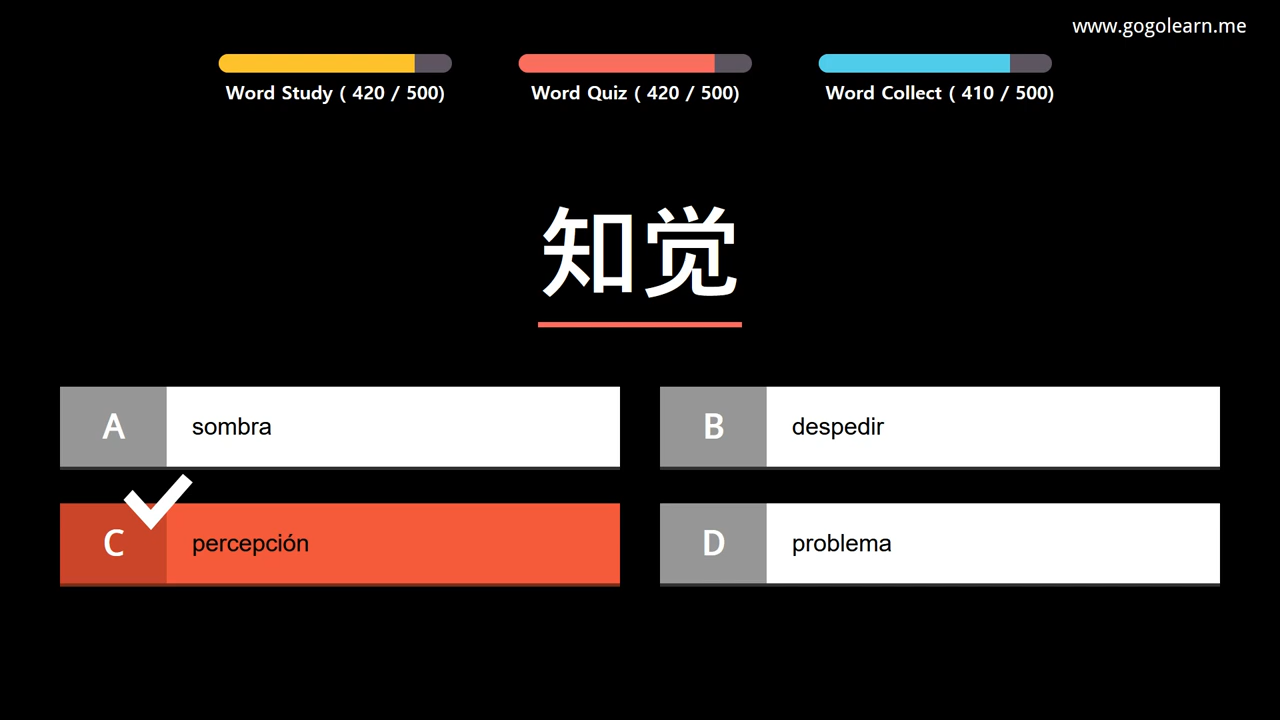 www.gogolearn.me
Word Study ( 420 / 500)
Word Quiz ( 420 / 500)
Word Collect ( 410 / 500)
知觉
A sombra
B despedir
C percepción
D problema